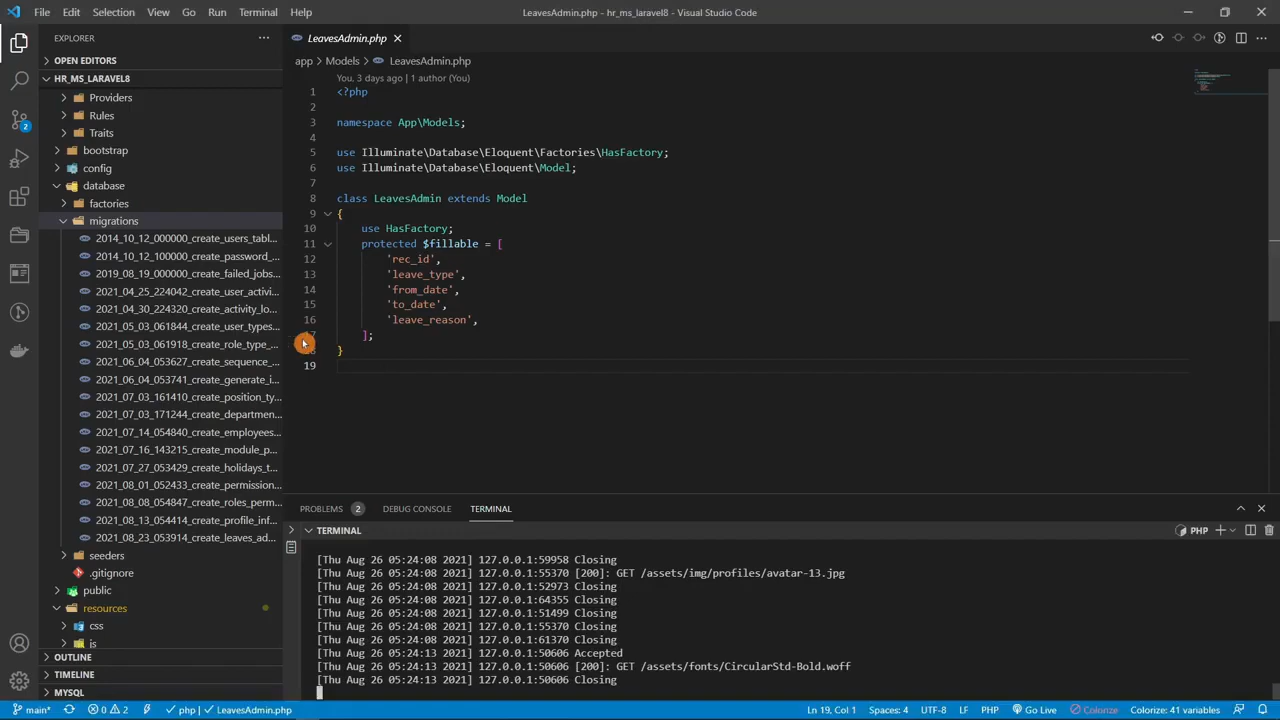 File Edit Selection View Go Run Terminal Help
LeavesAdmin.php - hr_ms_laravel8 - Visual Studio Code
EXPLORER
OPEN EDITORS
HR_MS_LARAVEL8
Providers
Rules
Traits
bootstrap
config
database
factories
migrations
2014_10_12_000000_create_users_tabl...
2014_10_12_100000_create_password_...
2019_08_19_000000_create_failed_jobs...
2021_04_25_224042_create_user_activi...
2021_04_30_224320_create_activity_lo...
2021_05_03_061844_create_user_types...
2021_05_03_061918_create_role_type_...
2021_06_04_053627_create_sequence_...
2021_06_04_053741_create_generate_i...
2021_07_03_161410_create_position_ty...
2021_07_03_171244_create_departmen...
2021_07_14_054840_create_employees...
2021_07_16_143215_create_module_p...
2021_07_27_053429_create_holidays_t...
2021_08_01_052433_create_permission...
2021_08_08_054847_create_roles_perm...
2021_08_13_054414_create_profile_inf...
2021_08_23_053914_create_leaves_ad...
seeders
.gitignore
public
resources
css
js
OUTLINE
TIMELINE
MYSQL
2
LeavesAdmin.php
app > Models > LeavesAdmin.php
You, 3 days ago | 1 author (You)
1 <?php
2
3 namespace App\Models;
4
5 use Illuminate\Database\Eloquent\Factories\HasFactory;
6 use Illuminate\Database\Eloquent\Model;
7
8 class LeavesAdmin extends Model
9 {
10 use HasFactory;
11 protected $fillable = [
12 'rec_id',
13 'leave_type',
14 'from_date',
15 'to_date',
16 'leave_reason',
];
}
19
PROBLEMS 2 DEBUG CONSOLE TERMINAL
TERMINAL
PHP
[Thu Aug 26 05:24:08 2021] 127.0.0.1:59958 Closing
[Thu Aug 26 05:24:08 2021] 127.0.0.1:55370 [200]: GET /assets/img/profiles/avatar-13.jpg
[Thu Aug 26 05:24:08 2021] 127.0.0.1:52973 Closing
[Thu Aug 26 05:24:08 2021] 127.0.0.1:64355 Closing
[Thu Aug 26 05:24:08 2021] 127.0.0.1:51499 Closing
[Thu Aug 26 05:24:08 2021] 127.0.0.1:55370 Closing
[Thu Aug 26 05:24:08 2021] 127.0.0.1:61370 Closing
[Thu Aug 26 05:24:13 2021] 127.0.0.1:50606 Accepted
[Thu Aug 26 05:24:13 2021] 127.0.0.1:50606 [200]: GET /assets/fonts/CircularStd-Bold.woff
[Thu Aug 26 05:24:13 2021] 127.0.0.1:50606 Closing
main* 0 2 php LeavesAdmin.php Ln 19, Col 1 Spaces: 4 UTF-8 LF PHP Go Live Colorize Colorize: 41 variables